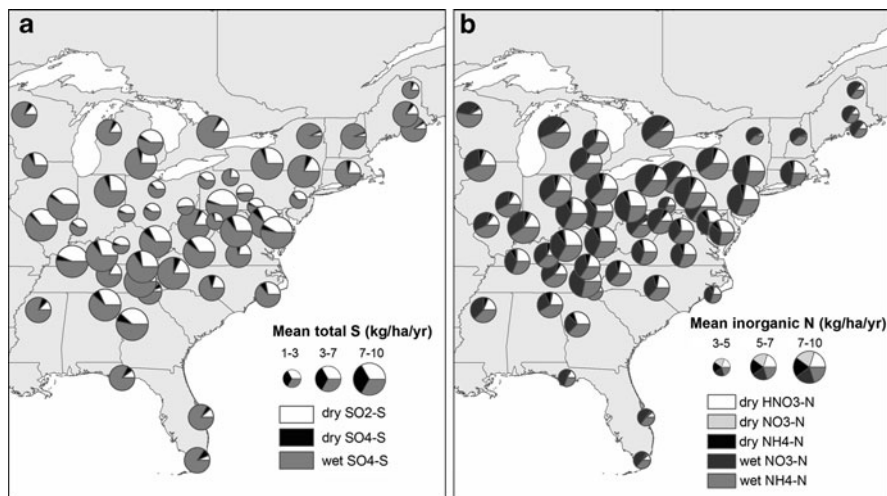 a
Mean total S (kg/ha/yr)
1-3 3-7 7-10
dry SO2-S
dry SO4-S
wet SO4-S
b
Mean inorganic N (kg/ha/yr)
3-5 5-7 7-10
dry HNO3-N
dry NO3-N
dry NH4-N
wet NO3-N
wet NH4-N